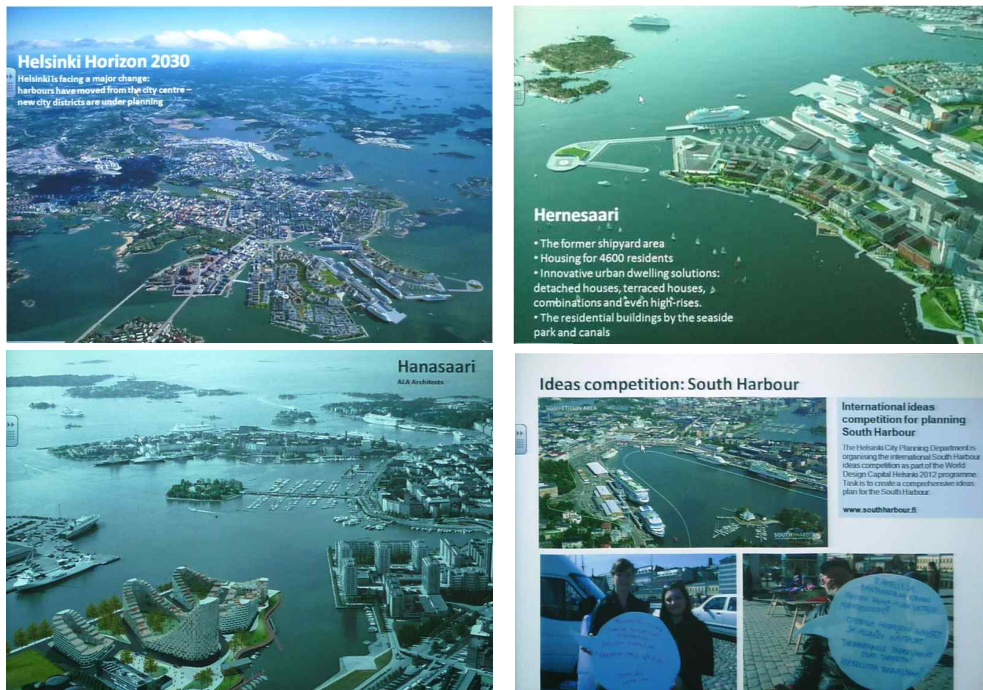 Helsinki Horizon 2030
Helsinki is facing a major change:
harbours have moved from the city centre –
new city districts are under planning
Hernesaari
• The former shipyard area
• Housing for 4600 residents
• Innovative urban dwelling solutions:
detached houses, terraced houses,
combinations and even high-rises.
• The residential buildings by the seaside
park and canals
Hanasaari
ALA Architects
Ideas competition: South Harbour
COMPETITION AREA
SOUTHHARBOUR
International ideas
competition for planning
South Harbour
The Helsinki City Planning Department is
organising the international South Harbour
ideas competition as part of the World
Design Capital Helsinki 2012 programme.
Task is to create a comprehensive ideas
plan for the South Harbour.
www.southharbour.fi